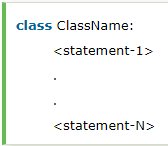 class ClassName:
<statement-1>
.
.
<statement-N>